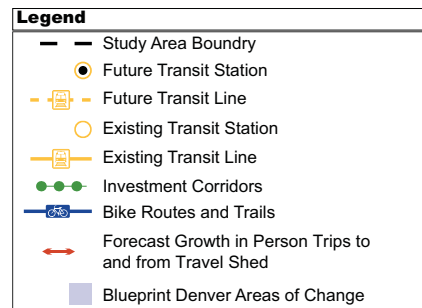 Legend
Study Area Boundry
Future Transit Station
Future Transit Line
Existing Transit Station
Existing Transit Line
Investment Corridors
Bike Routes and Trails
Forecast Growth in Person Trips to
and from Travel Shed
Blueprint Denver Areas of Change